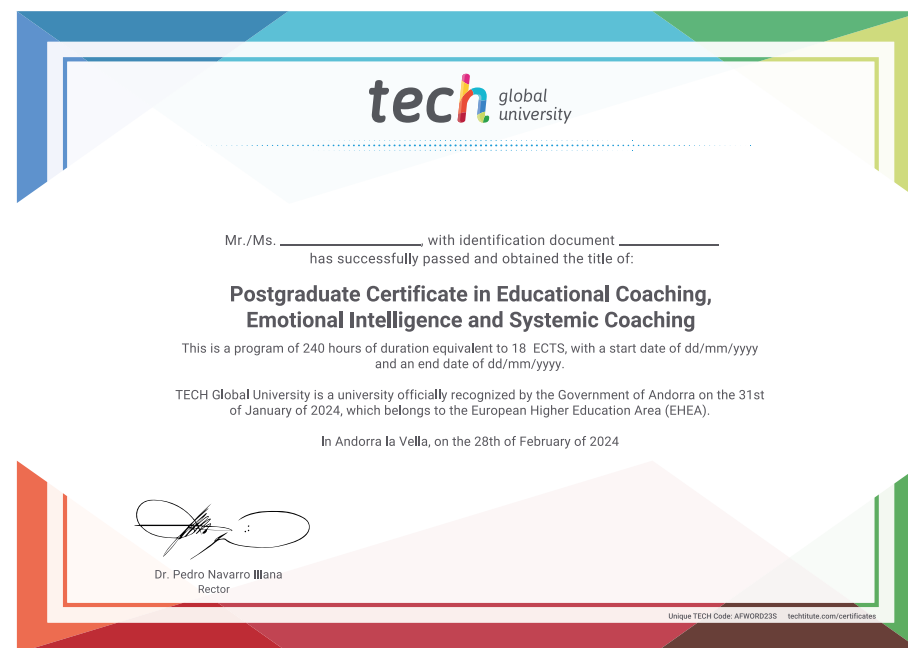 tech global university
Mr./Ms. ____________________, with identification document ______________
has successfully passed and obtained the title of:
Postgraduate Certificate in Educational Coaching,
Emotional Intelligence and Systemic Coaching
This is a program of 240 hours of duration equivalent to 18 ECTS, with a start date of dd/mm/yyyy
and an end date of dd/mm/yyyy.
TECH Global University is a university officially recognized by the Government of Andorra on the 31st
of January of 2024, which belongs to the European Higher Education Area (EHEA).
In Andorra la Vella, on the 28th of February of 2024
Dr. Pedro Navarro Illana
Rector
Unique TECH Code: AFWORD23S techtitute.com/certificates